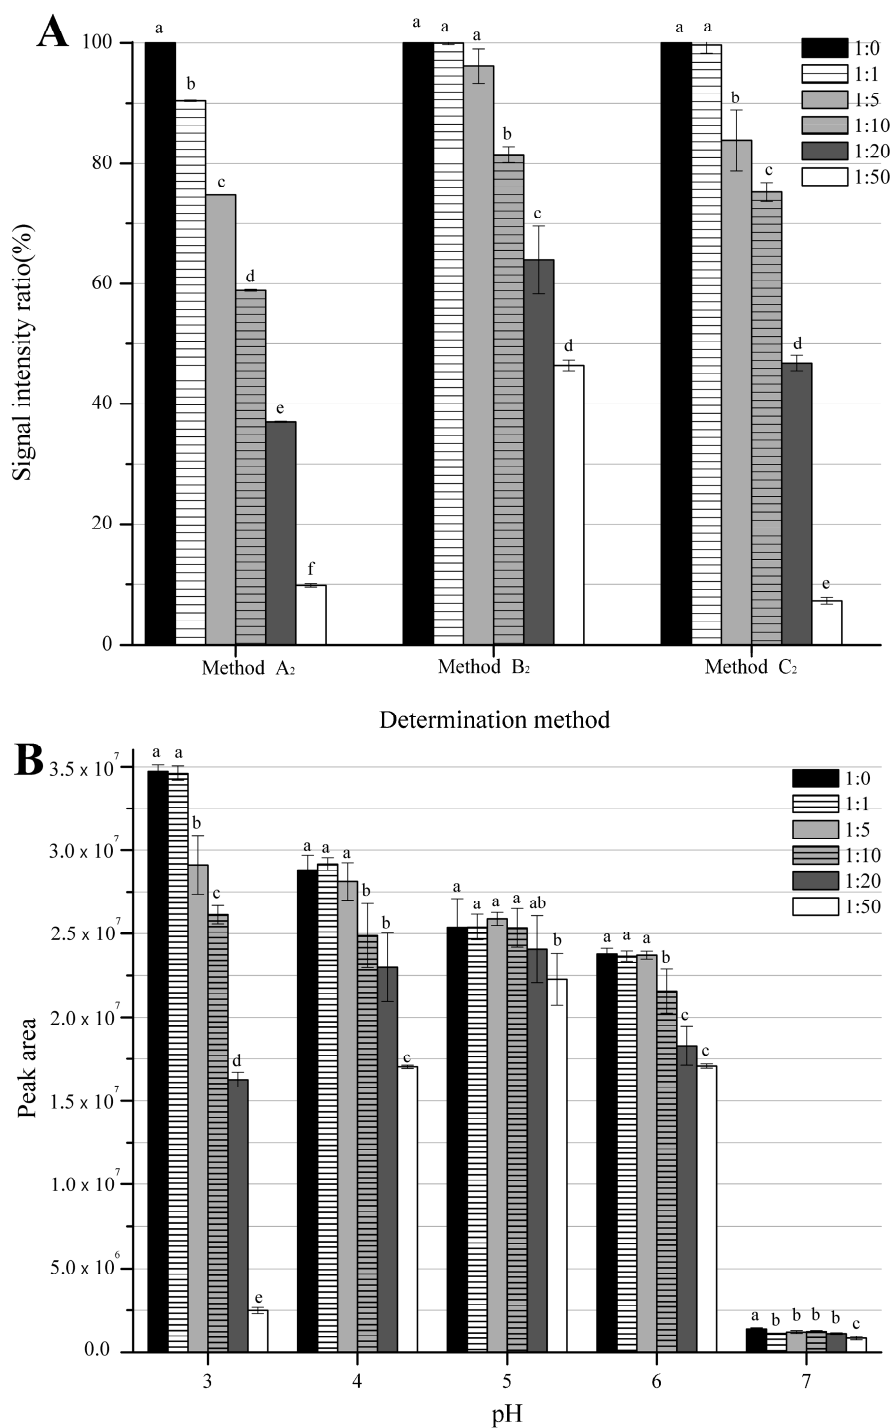 A
100
80
60
40
20
0
Signal intensity ratio(%)
a b c d e f
a a a b c d
a a b c d e
1:0
1:1
1:5
1:10
1:20
1:50
Method A₂ Method B₂ Method C₂
Determination method
B
3.5 x 10⁷
3.0 x 10⁷
2.5 x 10⁷
2.0 x 10⁷
1.5 x 10⁷
1.0 x 10⁷
5.0 x 10⁶
0.0
Peak area
a a b c d e
a a a b b c
a a a a ab b
a a a b c c
a b b b b c
1:0
1:1
1:5
1:10
1:20
1:50
3 4 5 6 7
pH